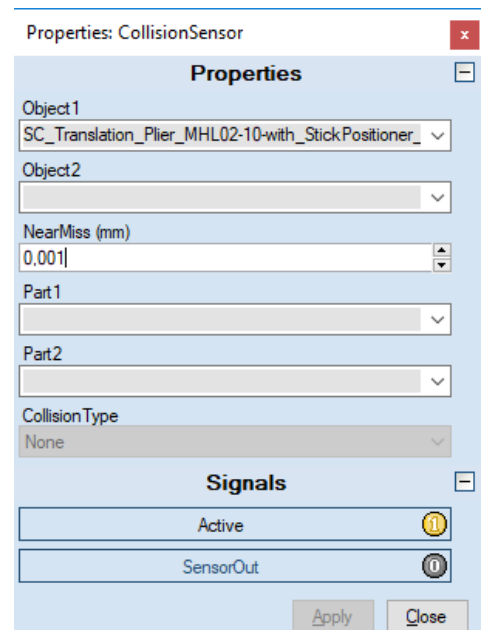 Properties: CollisionSensor
x
Properties
Object1
SC_Translation_Plier_MHL02-10-with_StickPositioner_
Object2
NearMiss (mm)
0,001
Part1
Part2
CollisionType
None
Signals
Active
1
SensorOut
0
Apply
Close